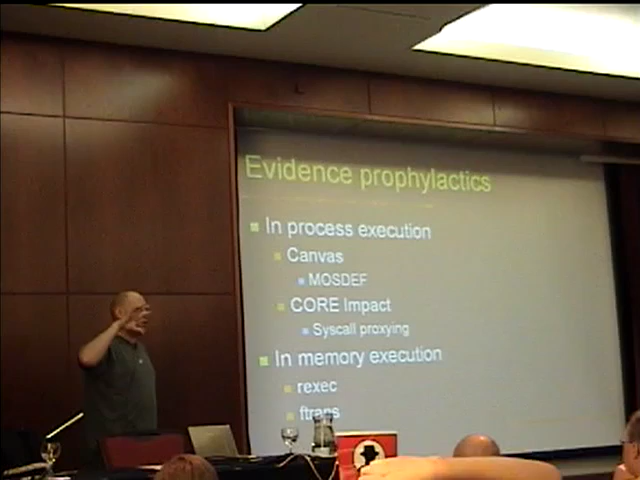 Evidence prophylactics
In process execution
Canvas
MOSDEF
CORE Impact
Syscall proxying
In memory execution
rexec
ftrans